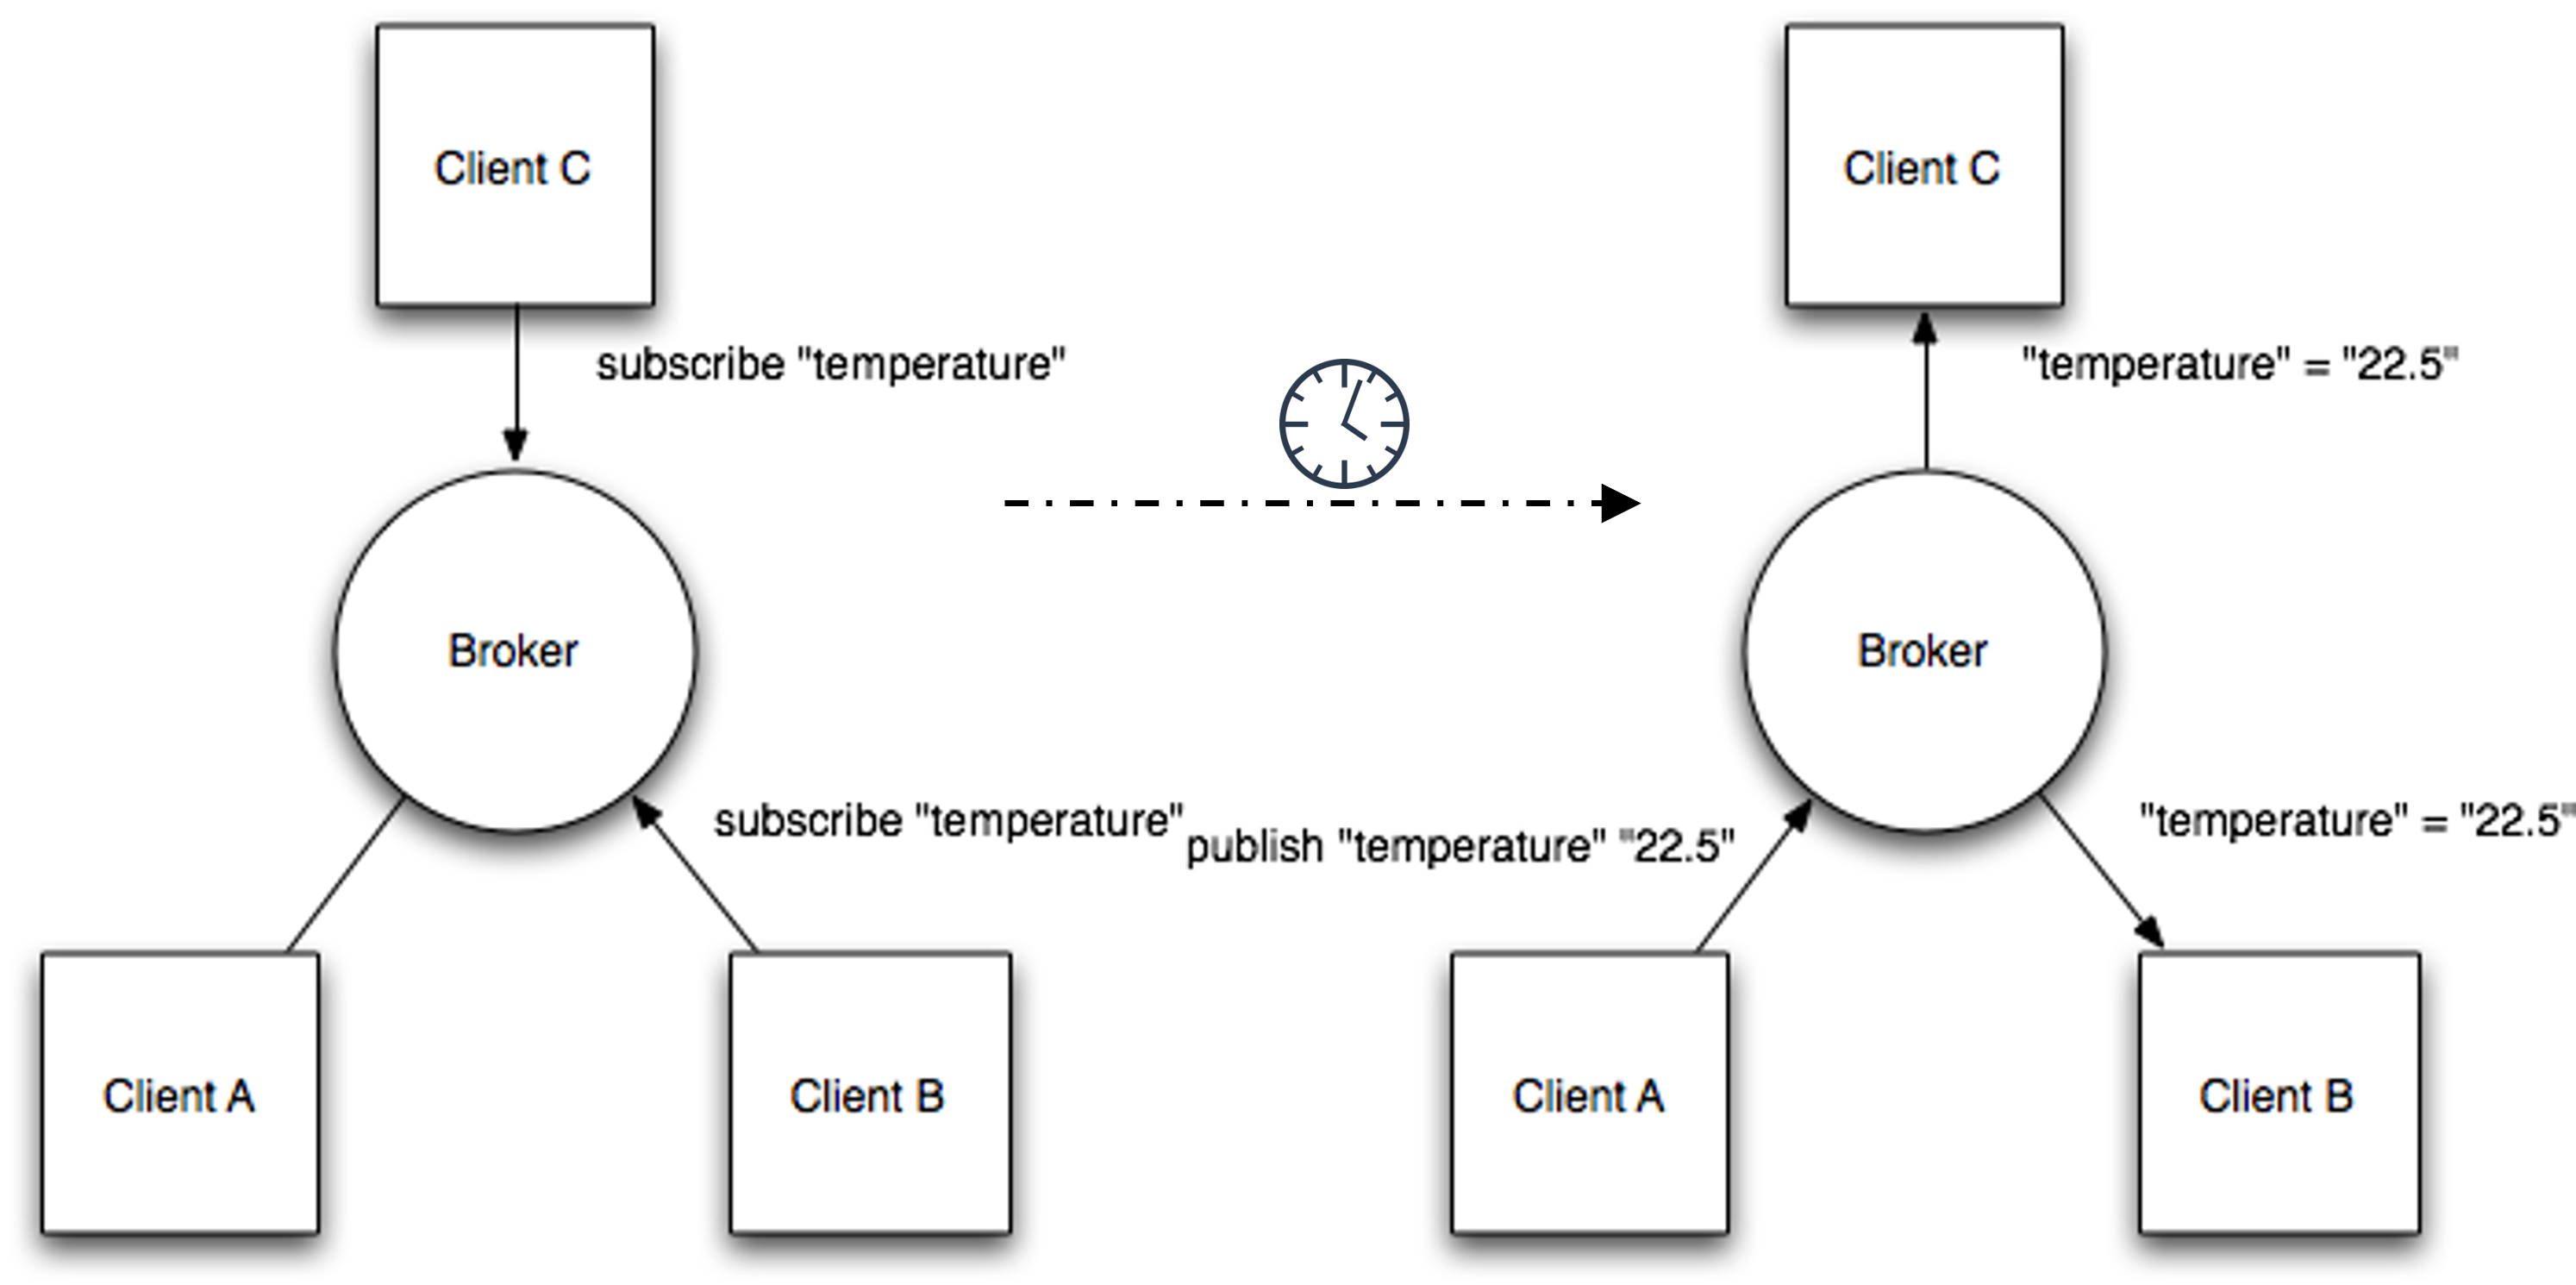 Client C
subscribe "temperature"
Broker
subscribe "temperature"
Client A
Client B
Client C
"temperature" = "22.5"
Broker
publish "temperature" "22.5"
"temperature" = "22.5"
Client A
Client B